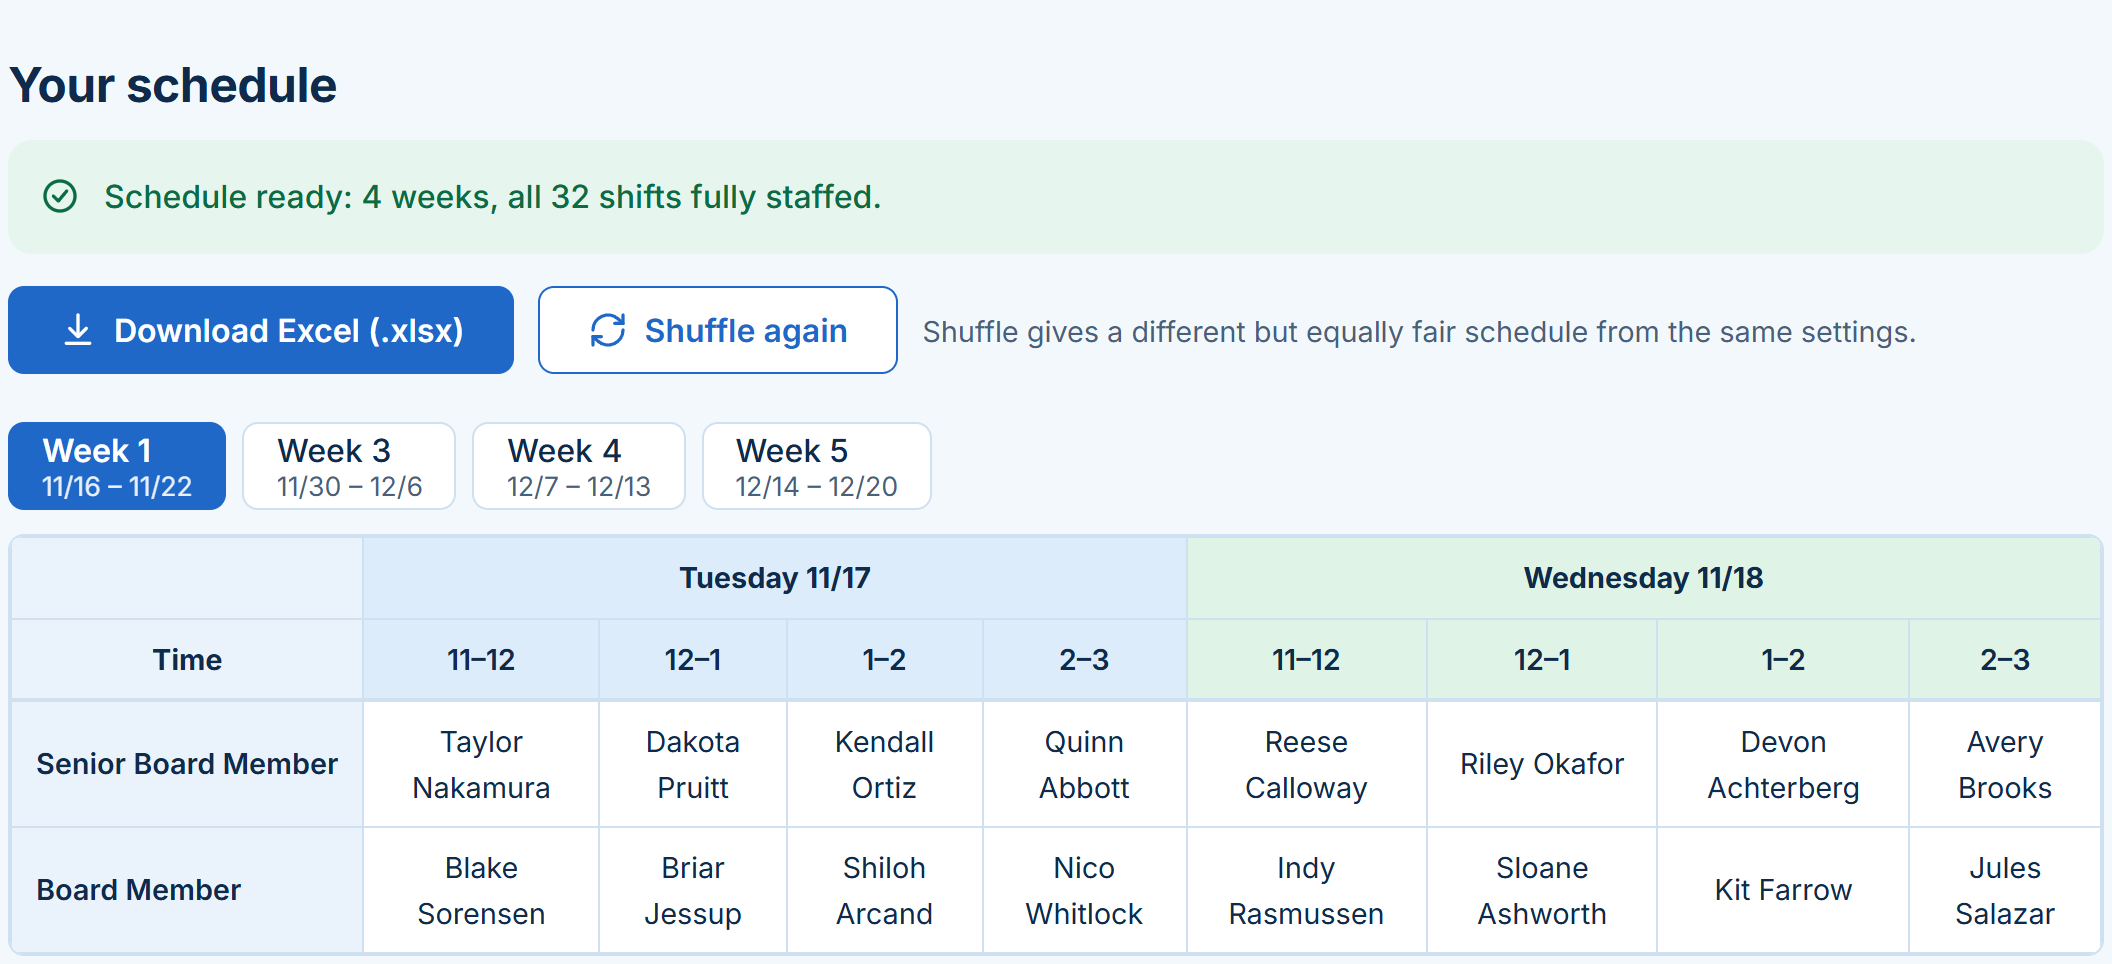 Your schedule
Schedule ready: 4 weeks, all 32 shifts fully staffed.
Download Excel (.xlsx)
Shuffle again
Shuffle gives a different but equally fair schedule from the same settings.
Week 1
11/16 – 11/22
Week 3
11/30 – 12/6
Week 4
12/7 – 12/13
Week 5
12/14 – 12/20
Tuesday 11/17
Wednesday 11/18
Time
11–12
12–1
1–2
2–3
11–12
12–1
1–2
2–3
Senior Board Member
Taylor
Nakamura
Dakota
Pruitt
Kendall
Ortiz
Quinn
Abbott
Reese
Calloway
Riley Okafor
Devon
Achterberg
Avery
Brooks
Board Member
Blake
Sorensen
Briar
Jessup
Shiloh
Arcand
Nico
Whitlock
Indy
Rasmussen
Sloane
Ashworth
Kit Farrow
Jules
Salazar